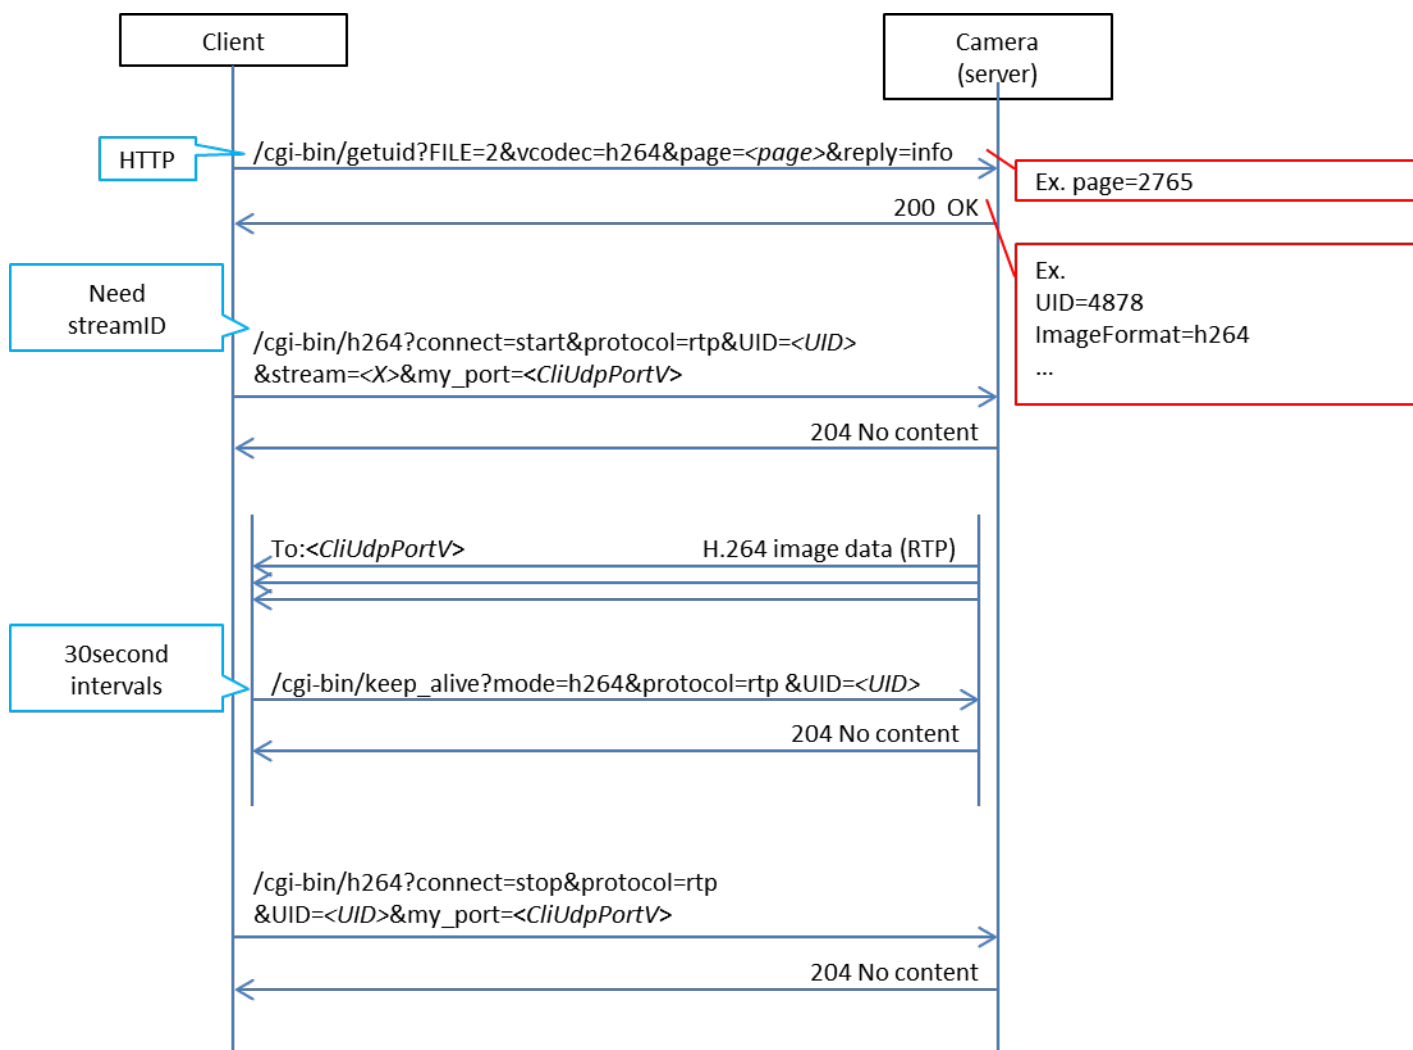 Client
Camera
(server)
HTTP
/cgi-bin/getuid?FILE=2&vcodec=h264&page=<page>&reply=info
Ex. page=2765
200  OK
Ex.
UID=4878
ImageFormat=h264
...
Need
streamID
/cgi-bin/h264?connect=start&protocol=rtp&UID=<UID>
&stream=<X>&my_port=<CliUdpPortV>
204 No content
To:<CliUdpPortV>
H.264 image data (RTP)
30second
intervals
/cgi-bin/keep_alive?mode=h264&protocol=rtp &UID=<UID>
204 No content
/cgi-bin/h264?connect=stop&protocol=rtp
&UID=<UID>&my_port=<CliUdpPortV>
204 No content